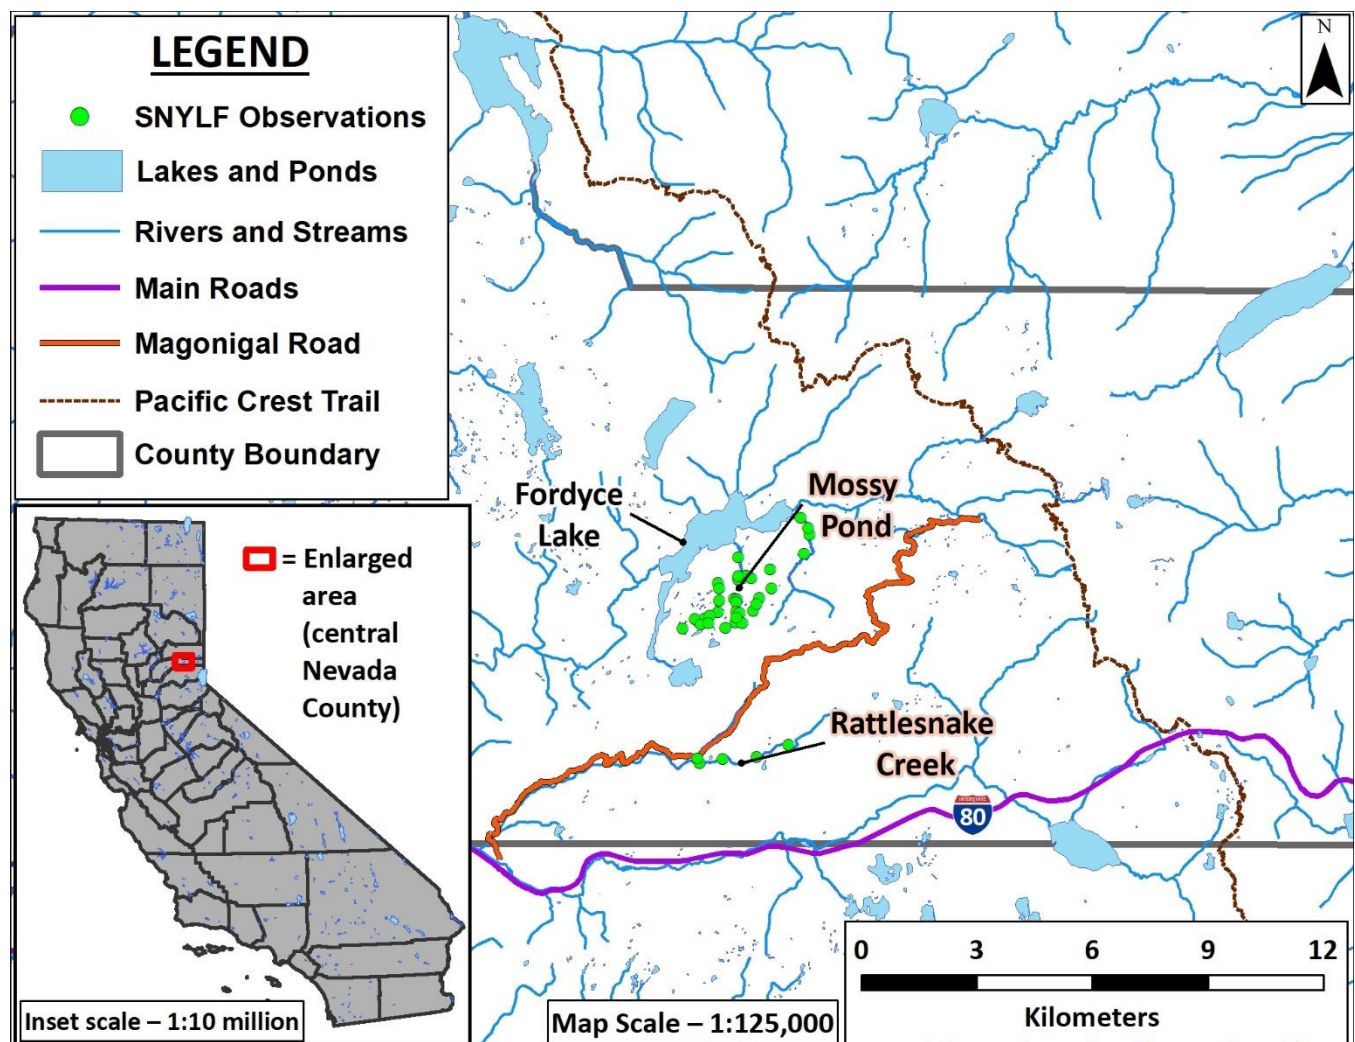 LEGEND
SNYLF Observations
Lakes and Ponds
Rivers and Streams
Main Roads
Magonigal Road
Pacific Crest Trail
County Boundary
N
Fordyce
Lake
Mossy
Pond
Rattlesnake
Creek
INTERSTATE
80
= Enlarged
area
(central
Nevada
County)
Inset scale – 1:10 million
Map Scale – 1:125,000
0 3 6 9 12
Kilometers